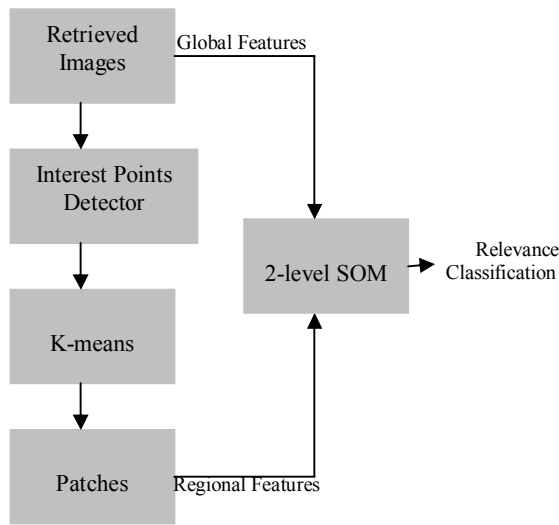 Retrieved
Images
Global Features
Interest Points
Detector
2-level SOM
Relevance
Classification
K-means
Patches
Regional Features